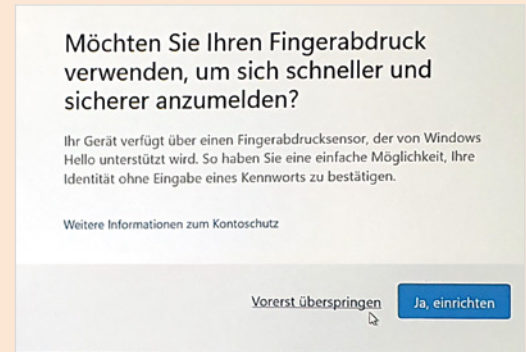 Möchten Sie Ihren Fingerabdruck
verwenden, um sich schneller und
sicherer anzumelden?
Ihr Gerät verfügt über einen Fingerabdrucksensor, der von Windows
Hello unterstützt wird. So haben Sie eine einfache Möglichkeit, Ihre
Identität ohne Eingabe eines Kennworts zu bestätigen.
Weitere Informationen zum Kontoschutz
Vorerst überspringen
Ja, einrichten